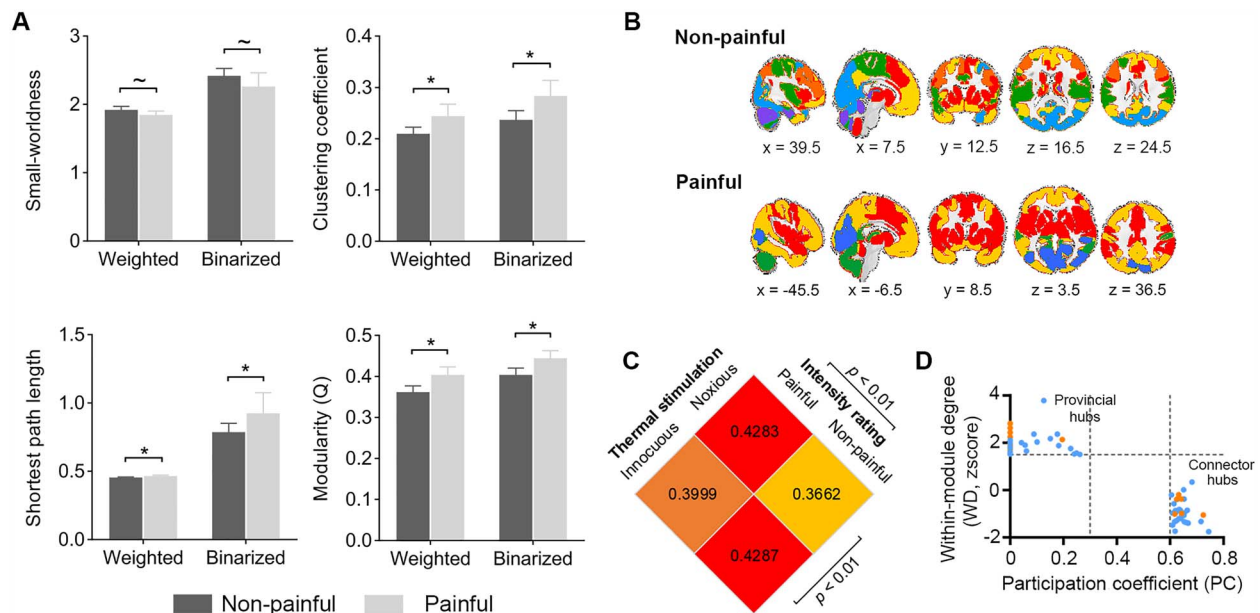 A
Small-worldness
3
2
1
0
~
~
Weighted
Binarized
Clustering coefficient
0.4
0.3
0.2
0.1
*
*
Weighted
Binarized
Shortest path length
1.5
1.0
0.5
0.0
*
*
Weighted
Binarized
Modularity (Q)
0.5
0.4
0.3
0.2
0.1
0.0
*
*
Weighted
Binarized
Non-painful
Painful
B
Non-painful
x = 39.5
x = 7.5
y = 12.5
z = 16.5
z = 24.5
Painful
x = -45.5
x = -6.5
y = 8.5
z = 3.5
z = 36.5
C
Thermal stimulation
Innocuous
Noxious
Intensity rating
Painful
Non-painful
p < 0.01
0.4283
0.3999
0.3662
0.4287
p < 0.01
D
Within-module degree
(WD, zscore)
4
2
0
-2
Provincial
hubs
Connector
hubs
0.0
0.2
0.4
0.6
0.8
Participation coefficient (PC)